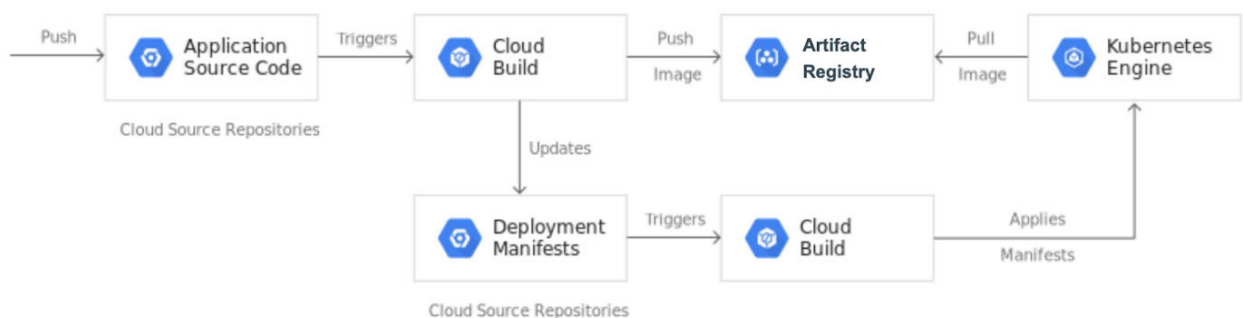 Push
Application
Source Code
Triggers
Cloud
Build
Push
Image
Artifact
Registry
Pull
Image
Kubernetes
Engine
Cloud Source Repositories
Updates
Deployment
Manifests
Triggers
Cloud
Build
Applies
Manifests
Cloud Source Repositories